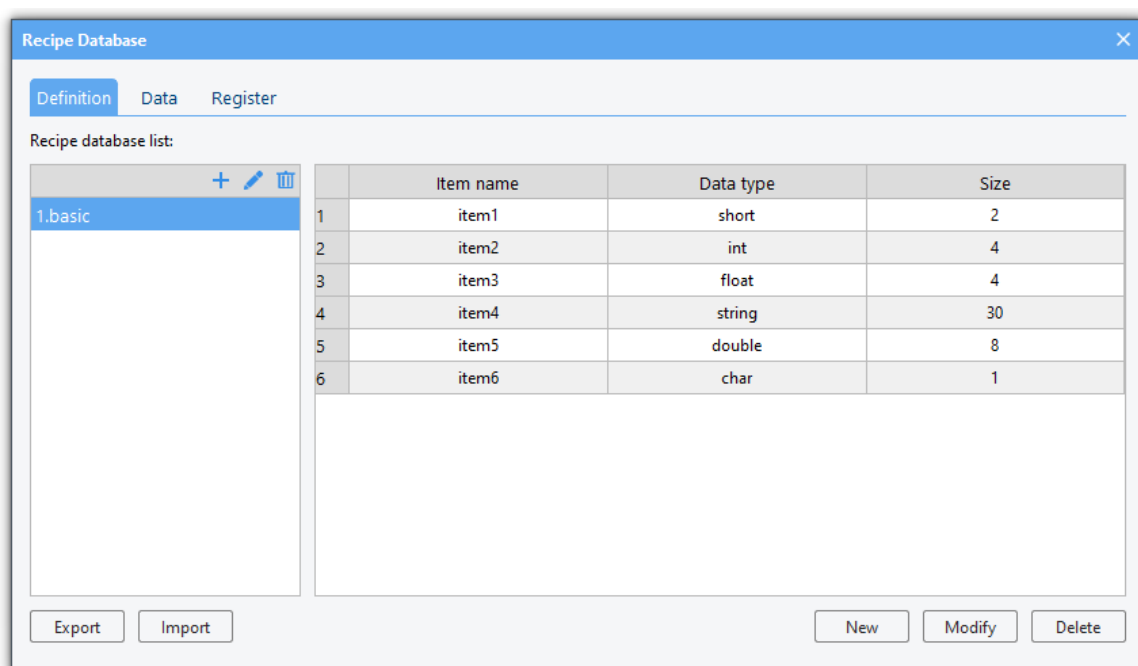 Recipe Database
Definition Data Register
Recipe database list:
Item name Data type Size
1.basic
1 item1 short 2
2 item2 int 4
3 item3 float 4
4 item4 string 30
5 item5 double 8
6 item6 char 1
Export Import New Modify Delete